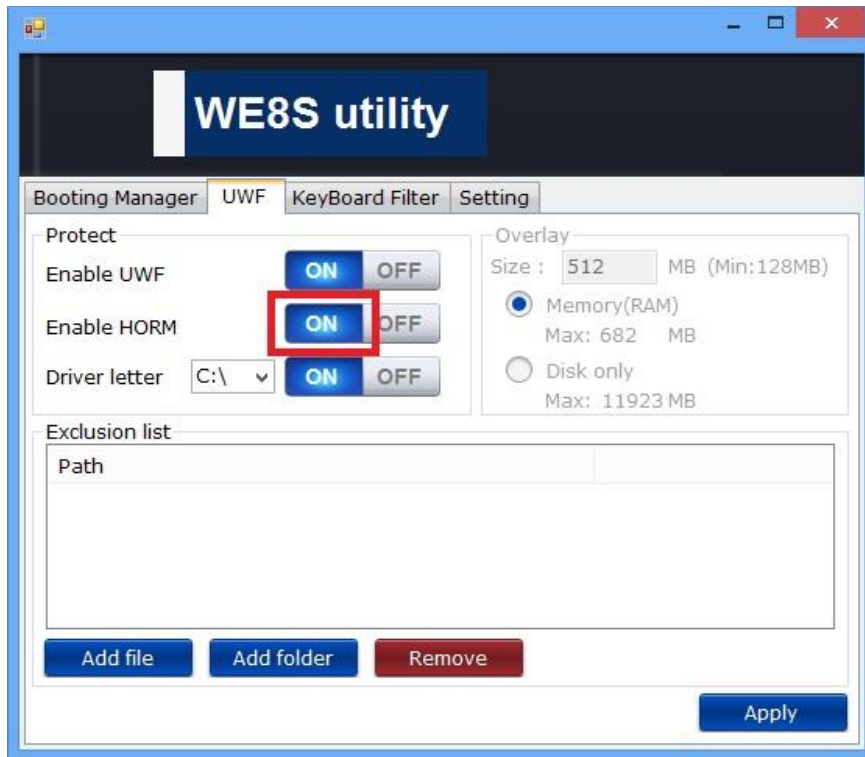 WE8S utility
Booting Manager UWF KeyBoard Filter Setting
Protect
Enable UWF ON OFF
Enable HORM ON OFF
Driver letter C:\ ON OFF
Overlay
Size : 512 MB (Min:128MB)
Memory(RAM)
Max: 682 MB
Disk only
Max: 11923 MB
Exclusion list
Path
Add file Add folder Remove
Apply